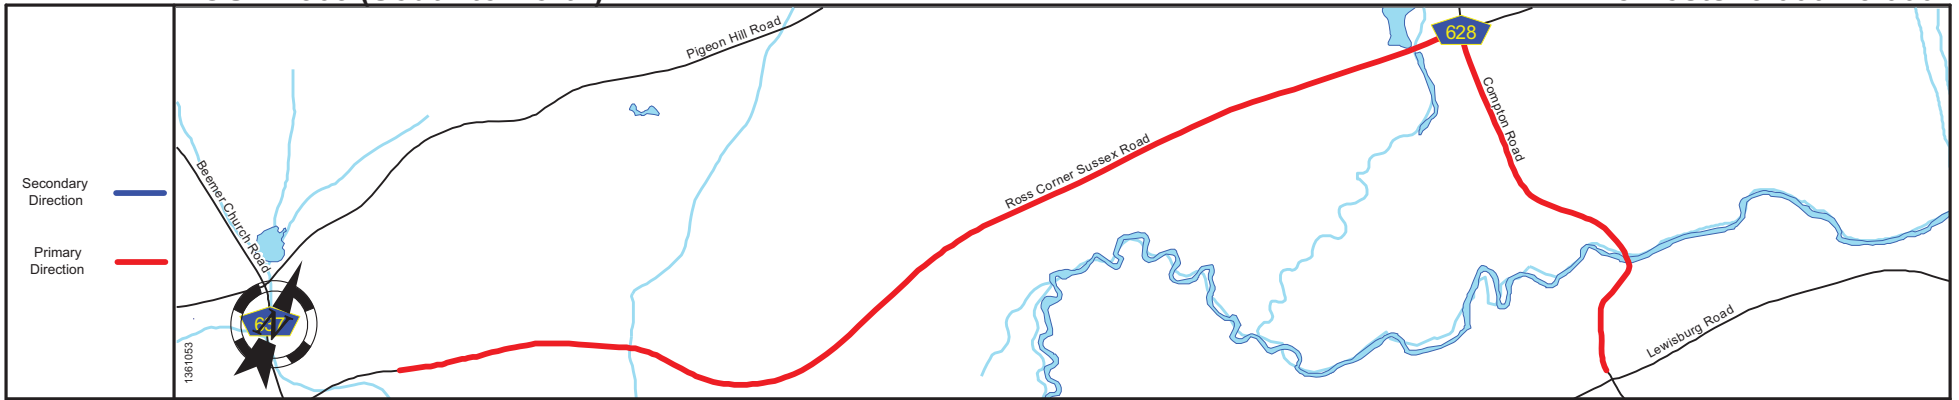 Pigeon Hill Road
628
Compton Road
Ross Corner Sussex Road
Beemer Church Road
Secondary
Direction
Primary
Direction
637
N
Lewisburg Road
1361053